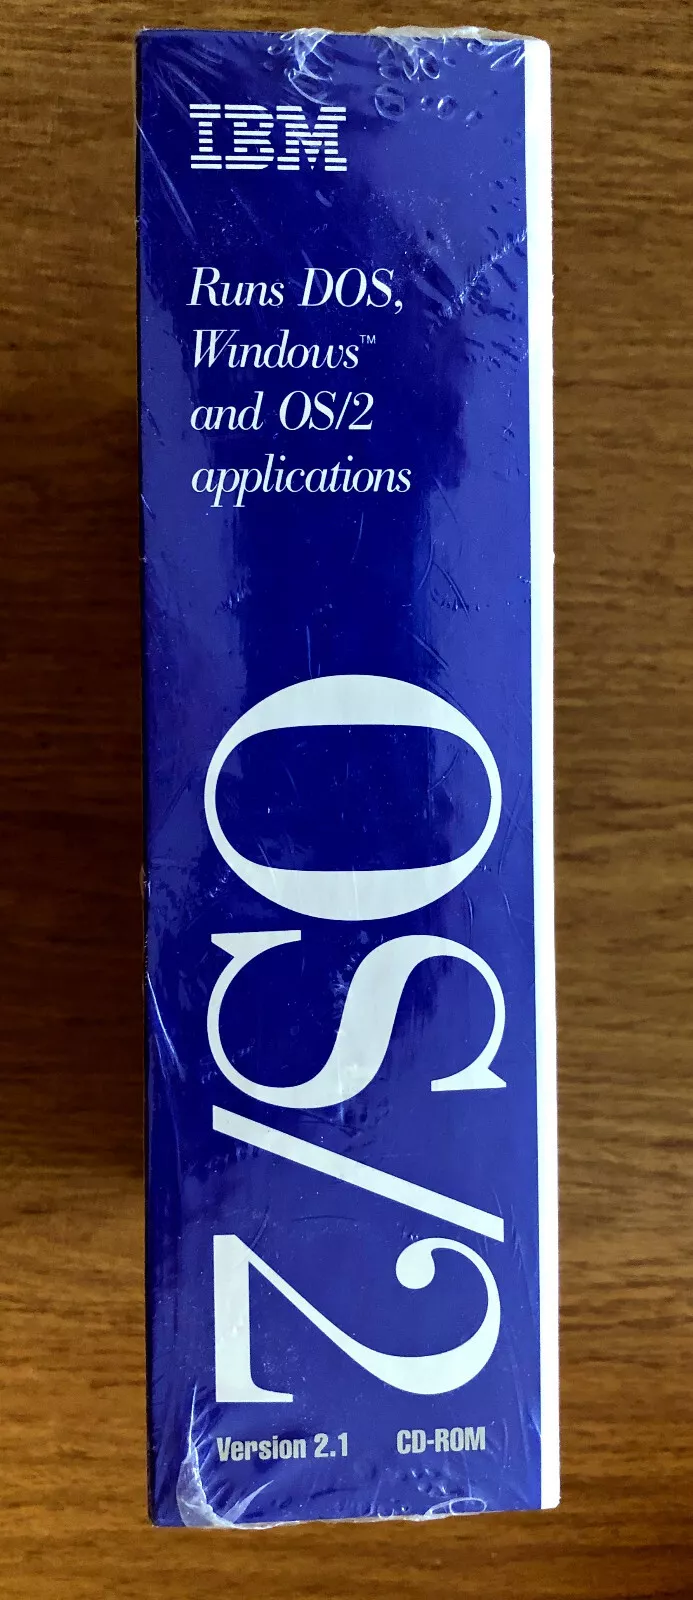 IBM
Runs DOS,
Windows™
and OS/2
applications
OS/2
Version 2.1 CD-ROM